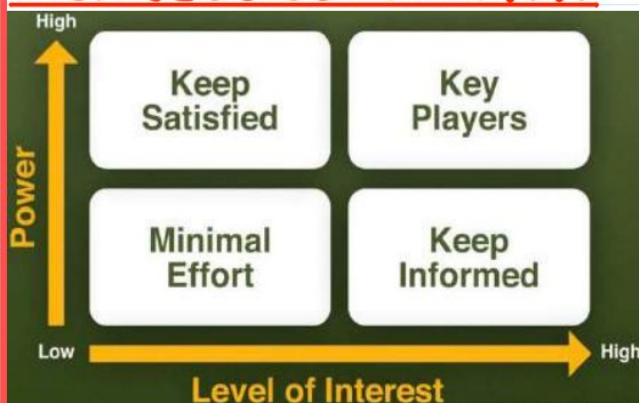 High
Keep
Satisfied
Key
Players
Power
Minimal
Effort
Keep
Informed
Low
High
Level of Interest